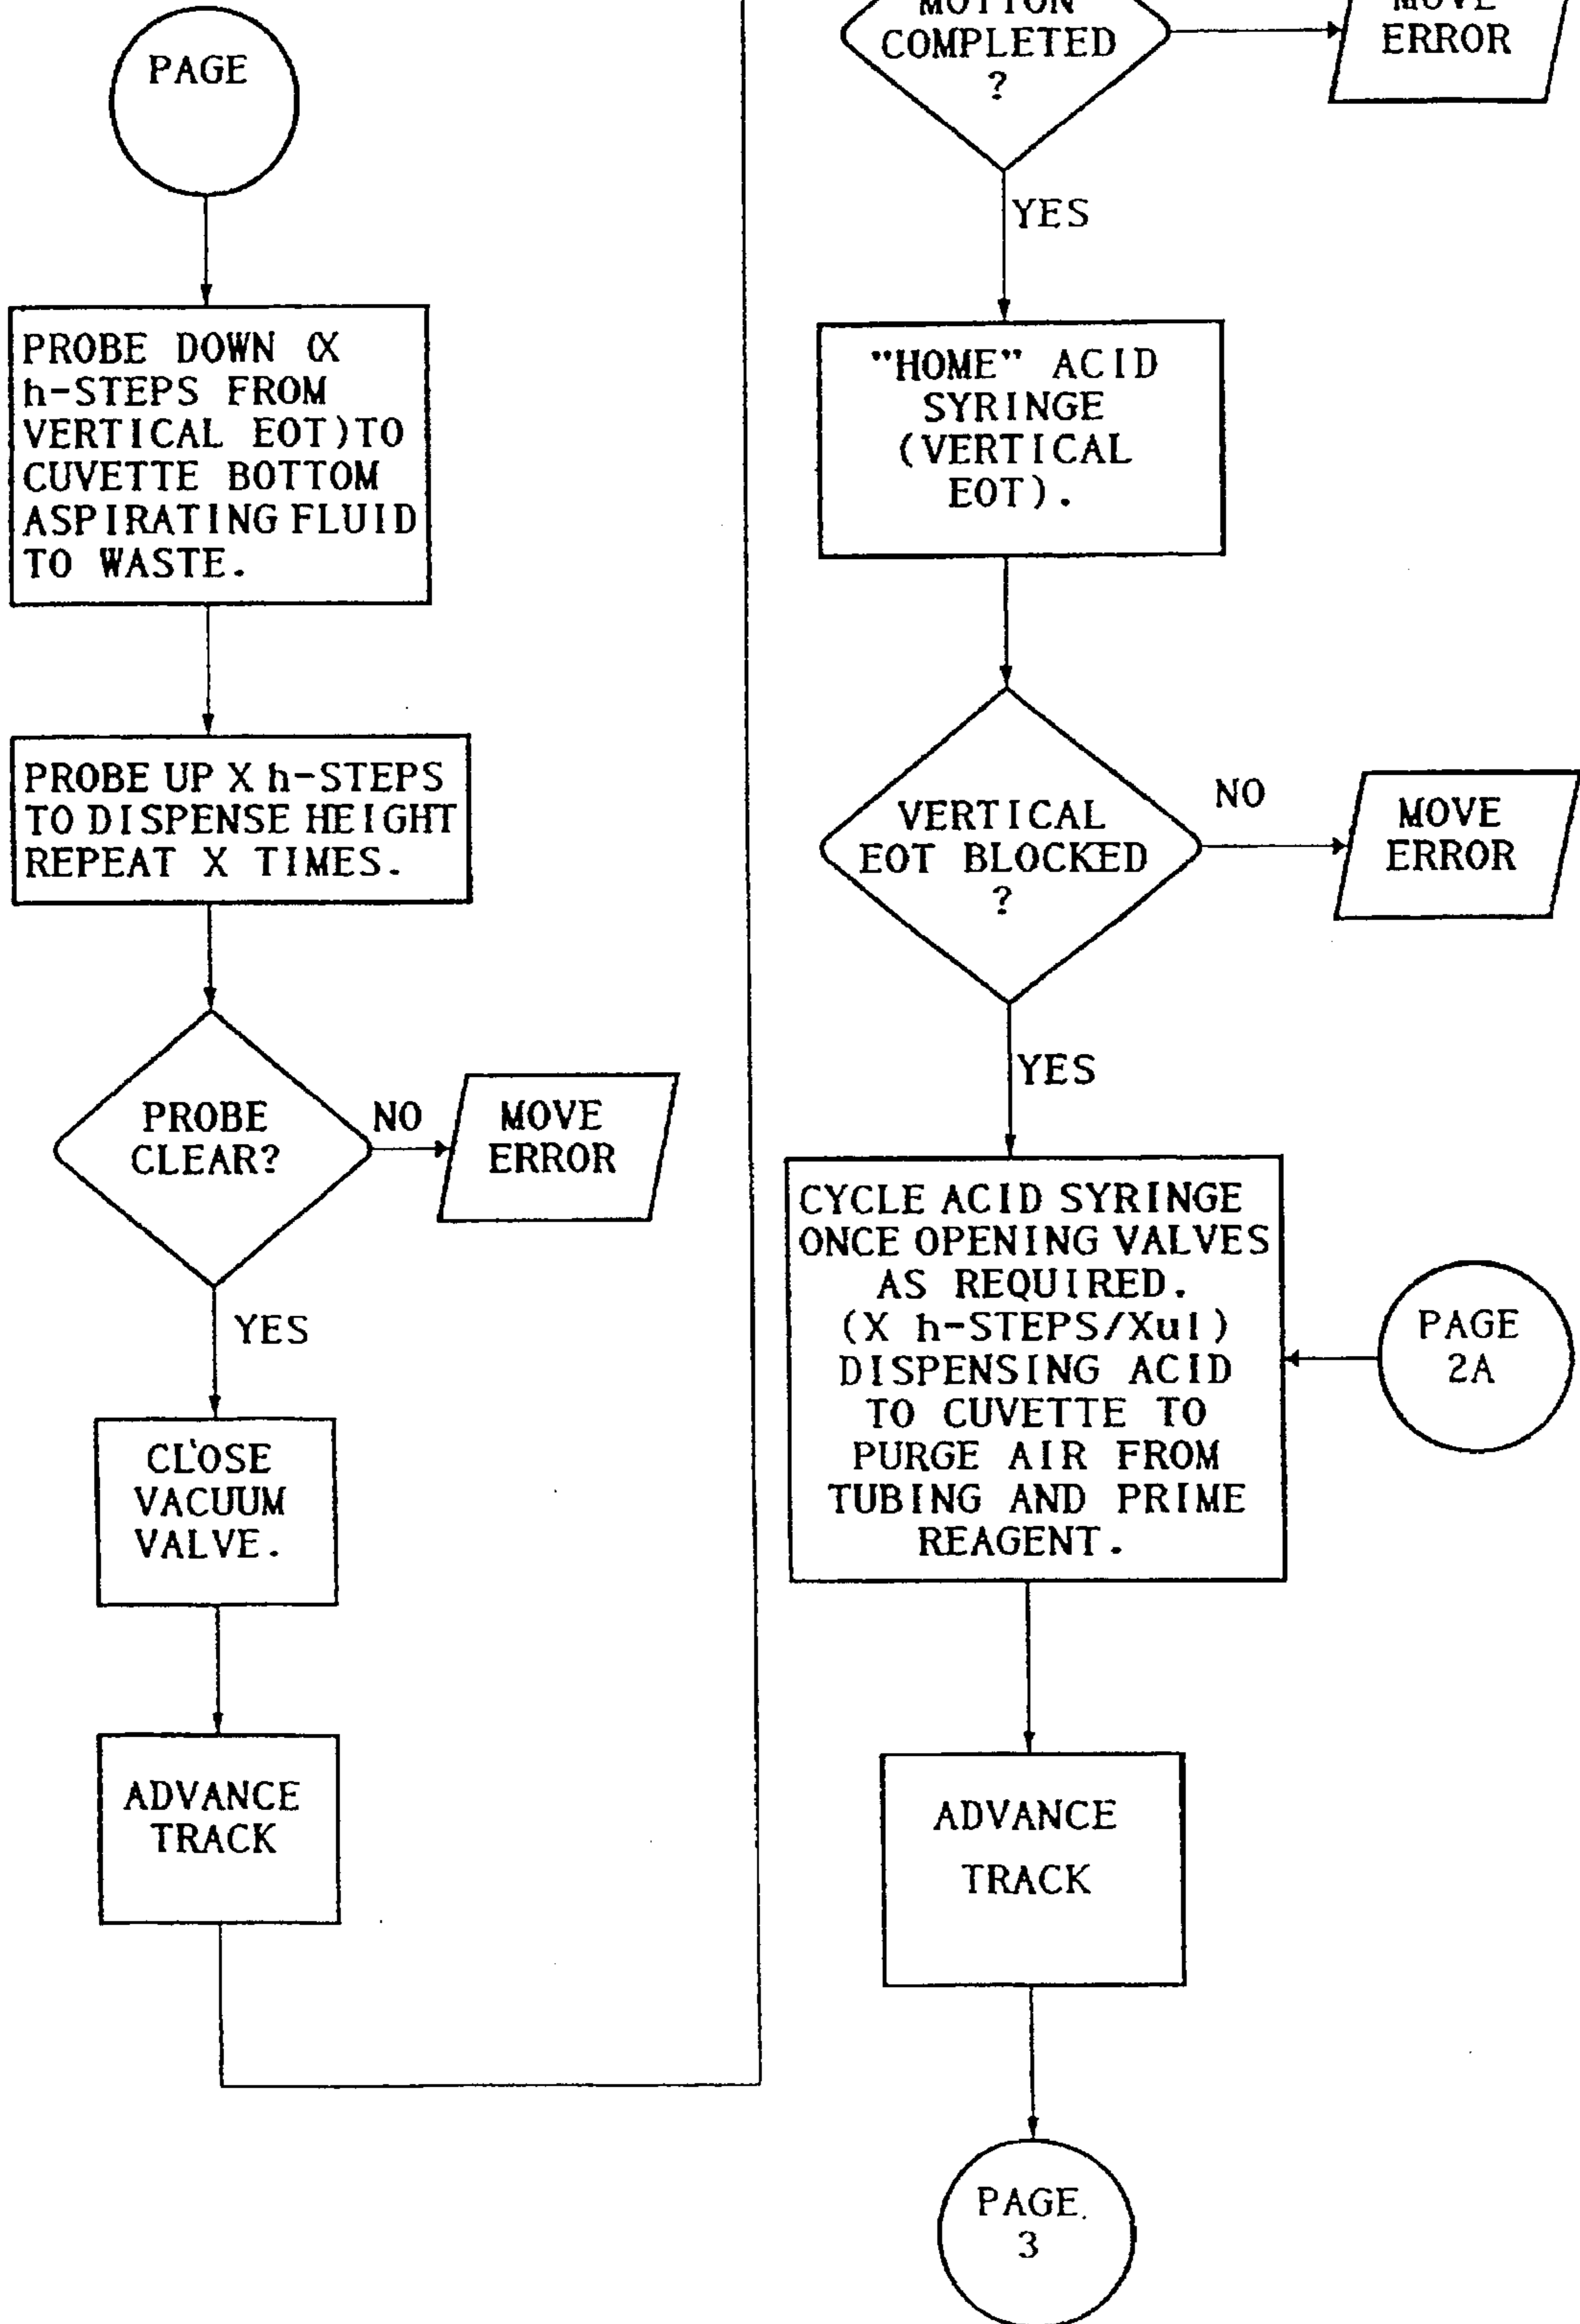 PAGE
PROBE DOWN (X
h-STEPS FROM
VERTICAL EOT)TO
CUVETTE BOTTOM
ASPIRATING FLUID
TO WASTE.
PROBE UP X h-STEPS
TO DISPENSE HEIGHT
REPEAT X TIMES.
PROBE
CLEAR?
NO
MOVE
ERROR
YES
CLOSE
VACUUM
VALVE.
ADVANCE
TRACK
MOTION
COMPLETED
?
MOVE
ERROR
YES
"HOME" ACID
SYRINGE
(VERTICAL
EOT).
VERTICAL
EOT BLOCKED
?
NO
MOVE
ERROR
YES
CYCLE ACID SYRINGE
ONCE OPENING VALVES
AS REQUIRED.
(X h-STEPS/Xul)
DISPENSING ACID
TO CUVETTE TO
PURGE AIR FROM
TUBING AND PRIME
REAGENT.
PAGE
2A
ADVANCE
TRACK
PAGE
3